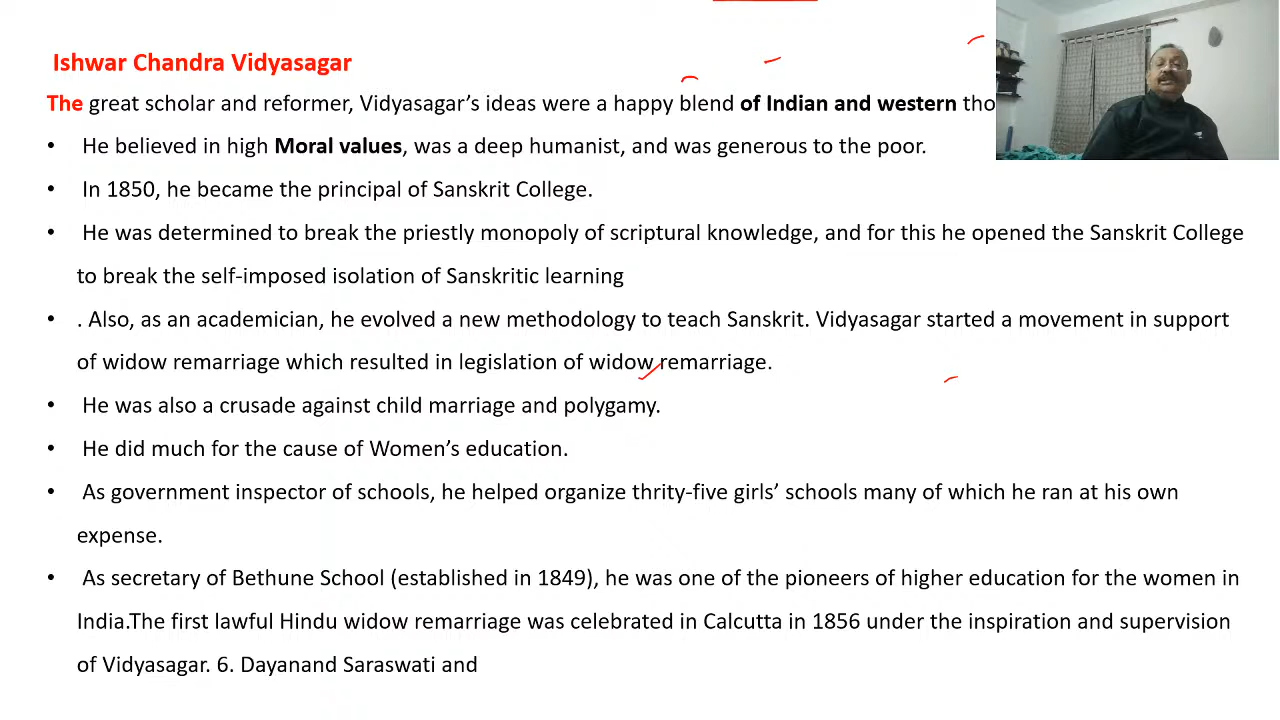 Ishwar Chandra Vidyasagar
The great scholar and reformer, Vidyasagar’s ideas were a happy blend of Indian and western
• He believed in high Moral values, was a deep humanist, and was generous to the poor.
• In 1850, he became the principal of Sanskrit College.
• He was determined to break the priestly monopoly of scriptural knowledge, and for this he opened the Sanskrit College
to break the self-imposed isolation of Sanskritic learning
• . Also, as an academician, he evolved a new methodology to teach Sanskrit. Vidyasagar started a movement in support
of widow remarriage which resulted in legislation of widow remarriage.
• He was also a crusade against child marriage and polygamy.
• He did much for the cause of Women’s education.
• As government inspector of schools, he helped organize thrity-five girls’ schools many of which he ran at his own
expense.
• As secretary of Bethune School (established in 1849), he was one of the pioneers of higher education for the women in
India.The first lawful Hindu widow remarriage was celebrated in Calcutta in 1856 under the inspiration and supervision
of Vidyasagar. 6. Dayanand Saraswati and